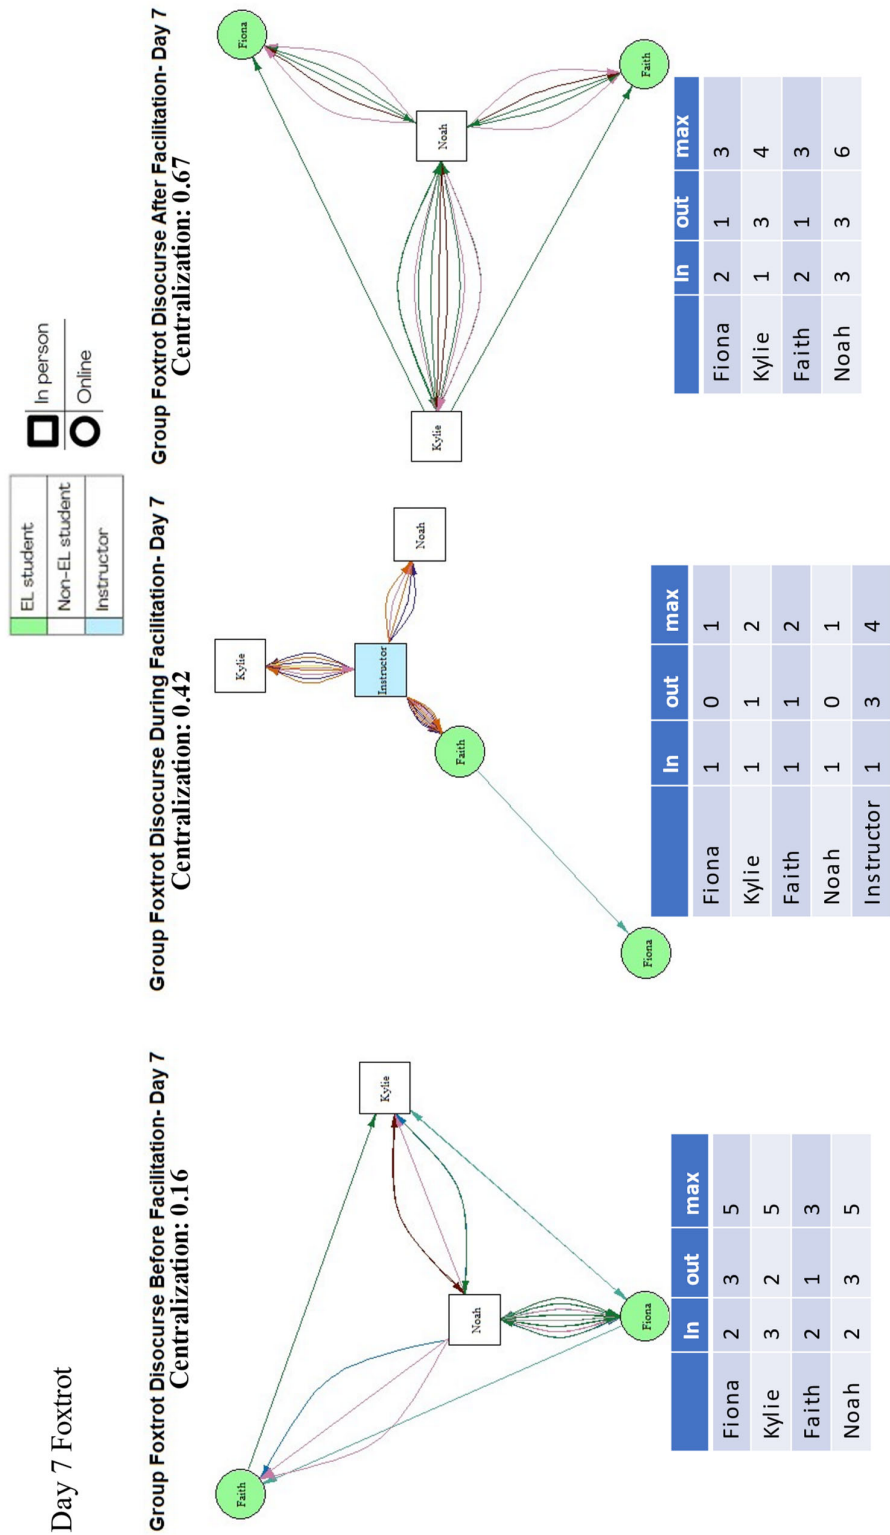 Day 7 Foxtrot
EL student
Non-EL student
Instructor
In person
Online
Group Foxtrot Disocurse Before Facilitation- Day 7
Centralization: 0.16
Faith
Kylie
Noah
Fiona
In out max
Fiona 2 3 5
Kylie 3 2 5
Faith 2 1 3
Noah 2 3 5
Group Foxtrot Disocurse During Facilitation- Day 7
Centralization: 0.42
Kylie
Noah
Instructor
Faith
Fiona
In out max
Fiona 1 0 1
Kylie 1 1 2
Faith 1 1 2
Noah 1 0 1
Instructor 1 3 4
Group Foxtrot Disocurse After Facilitation- Day 7
Centralization: 0.67
Fiona
Noah
Kylie
Faith
In out max
Fiona 2 1 3
Kylie 1 3 4
Faith 2 1 3
Noah 3 3 6